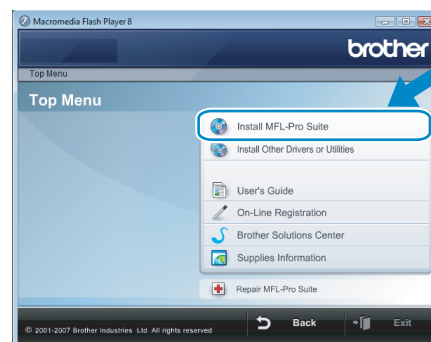 Macromedia Flash Player 8
brother
Top Menu
Top Menu
Install MFL-Pro Suite
Install Other Drivers or Utilities
User's Guide
On-Line Registration
Brother Solutions Center
Supplies Information
Repair MFL-Pro Suite
© 2001-2007 Brother Industries Ltd. All rights reserved
Back
Exit